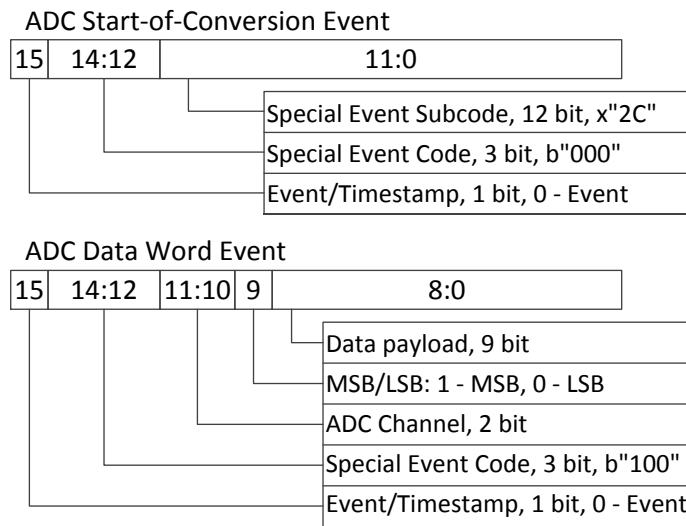 ADC Start-of-Conversion Event
15 14:12 11:0
Special Event Subcode, 12 bit, x"2C"
Special Event Code, 3 bit, b"000"
Event/Timestamp, 1 bit, 0 - Event
ADC Data Word Event
15 14:12 11:10 9 8:0
Data payload, 9 bit
MSB/LSB: 1 - MSB, 0 - LSB
ADC Channel, 2 bit
Special Event Code, 3 bit, b"100"
Event/Timestamp, 1 bit, 0 - Event